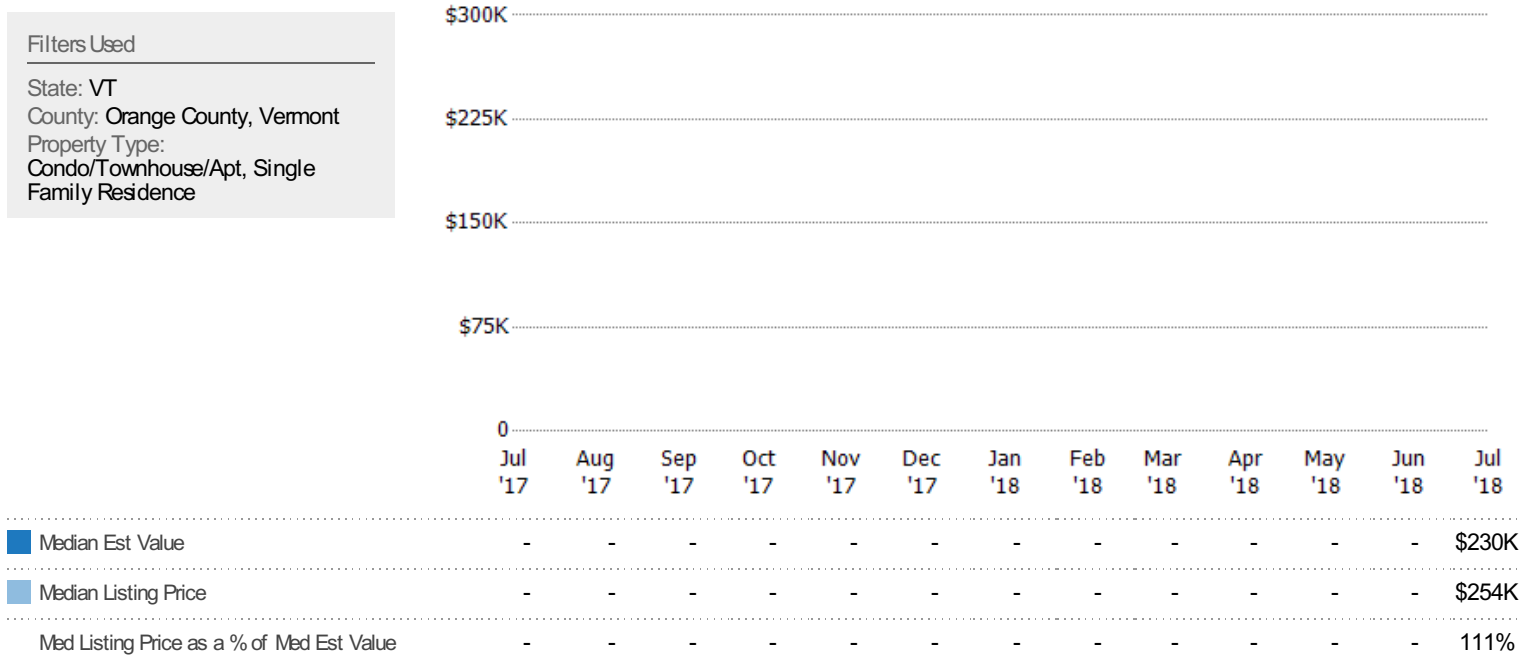 Filters Used
State: VT
County: Orange County, Vermont
Property Type:
Condo/Townhouse/Apt, Single
Family Residence
$300K
$225K
$150K
$75K
0
Jul Aug Sep Oct Nov Dec Jan Feb Mar Apr May Jun Jul
'17 '17 '17 '17 '17 '17 '18 '18 '18 '18 '18 '18 '18
Median Est Value - - - - - - - - - - - - $230K
Median Listing Price - - - - - - - - - - - - $254K
Med Listing Price as a % of Med Est Value - - - - - - - - - - - - 111%